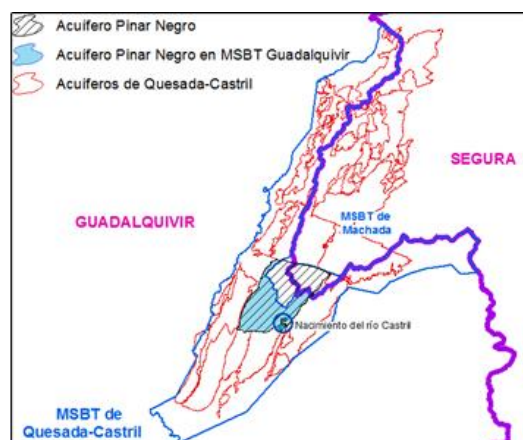 Acuífero Pinar Negro
Acuífero Pinar Negro en MSBT Guadalquivir
Acuíferos de Quesada-Castril
SEGURA
GUADALQUIVIR
MSBT de
Machada
Nacimiento del río Castril
MSBT de
Quesada-Castril